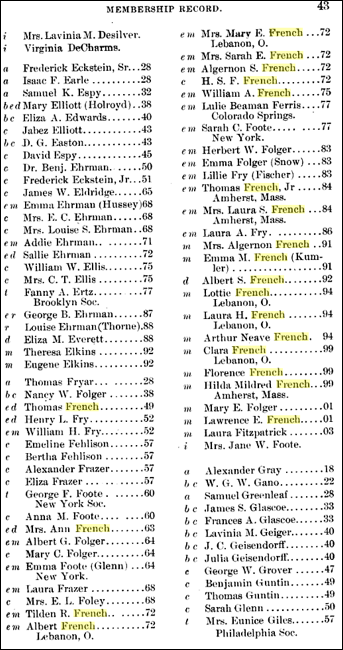 MEMBERSHIP RECORD. 43
i Mrs. Lavinia M. Desilver.
i Virginia DeCharms.
a Frederick Eckstein, Sr...28
a Isaac F. Earle ..........28
a Samuel K. Espy..........32
bed Mary Elliott (Holroyd)..38
bc Eliza A. Edwards........40
c Jabez Elliott............43
bc D. G. Easton............43
c David Espy..............45
c Dr. Benj. Ehrman. .....50
c Frederick Eckstein, Jr...51
c James W. Eldridge......65
em Emma Ehrman (Hussey) 68
c Mrs. E. C. Ehrman......68
c Mrs. Louise S. Ehrman..68
em Addie Ehrman.. ........71
ed Sallie Ehrman ..........72
c William W. Ellis........75
c Mrs. C. T. Ellis ........75
t Fanny A. Ertz...........77
Brooklyn Soc.
er George B. Ehrman......87
r Louise Ehrman(Thorne).88
d Eliza M. Everett........88
m Theresa Elkins .........92
m Eugene Elkins..........92
a Thomas Fryar... ......28
bc Nancy W. Folger .......38
ed Thomas French..........49
ed Henry L. Fry...........52
em William H. Fry.........52
c Emeline Fehlison.......57
c Bertha Fehlison ........57
c Alexander Frazer.......57
c Eliza Frazer ... ........57
t George F. Foote ........60
New York Soc.
c Anna M. Foote.... .....60
ed Mrs. Ann French.......63
em Albert G. Folger........64
c Mary C. Folger.........64
em Emma Foote (Glenn) ...64
New York.
em Laura Frazer ..........68
c Mrs. E. L. Foley........68
em Tilden R. French.. .....72
em Albert French..........72
Lebanon, O.
em Mrs. Mary E. French ...72
Lebanon, O.
em Mrs. Sarah E. French ...72
em Algernon S. French.....72
c H. S. F. French..........72
em William A. French......75
em Lulie Beaman Ferris....77
Colorado Springs.
em Sarah C. Foote..... ....77
New York.
em Herbert W. Folger......83
em Emma Folger (Snow) ...83
em Lillie Fry (Fischer) .....83
em Thomas French, Jr .....84
Amherst, Mass.
em Mrs. Laura S. French ...84
Amherst, Mass.
em Laura A. Fry. ..........86
m Mrs. Algernon French ..91
m Emma M. French (Kum-
ler) ....................91
d Albert S. French........92
m Lottie French...........94
Lebanon, O.
m Laura H. French .......94
Lebanon, O.
m Arthur Neave French. 94
m Clara French ...........99
Lebanon, O.
m Florence French.........99
m Hilda Mildred French...99
Amherst, Mass.
m Mary E. Folger.........01
m Lawrence E. French.....01
m Laura Fitzpatrick ......03
i Mrs. Jane W. Foote.
a Alexander Gray .........18
bc W. G. W. Gano.........22
a Samuel Greenleaf .......28
bc James S. Glascoe........33
bc Frances A. Glascoe......33
bc Lavinia M. Geiger.......40
bc J. C. Geisendorff........40
bc Julia Geisendorff........40
c George W. Grover ......47
c Benjamin Guntin........49
c Thomas Guntin..........49
c Sarah Glenn ............50
t Mrs. Eunice Giles.......57
Philadelphia Soc.